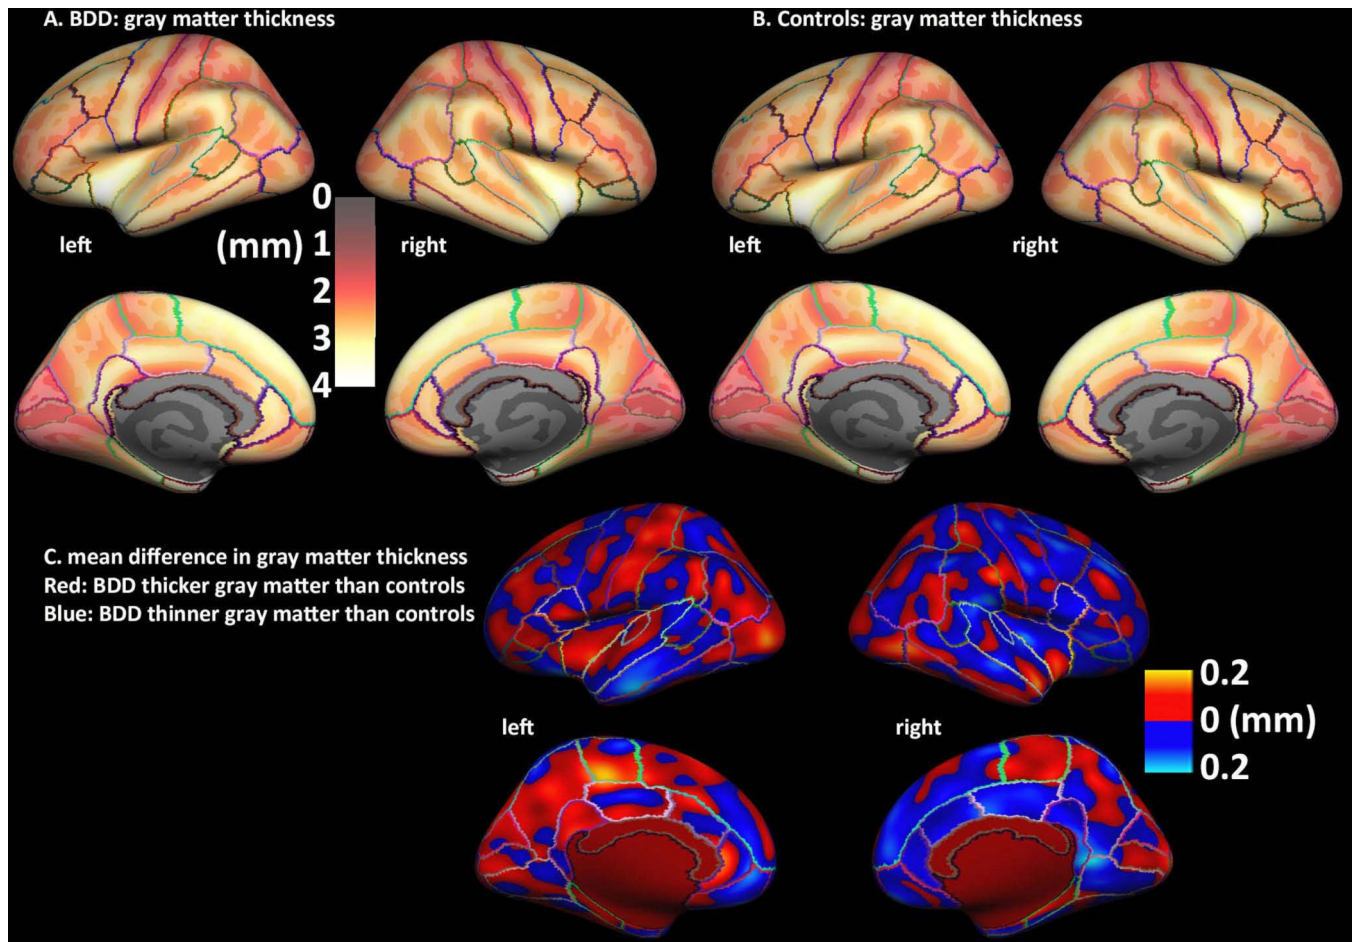 A. BDD: gray matter thickness
B. Controls: gray matter thickness
0
1
(mm)
2
3
4
left
right
left
right
C. mean difference in gray matter thickness
Red: BDD thicker gray matter than controls
Blue: BDD thinner gray matter than controls
0.2
0 (mm)
0.2
left
right